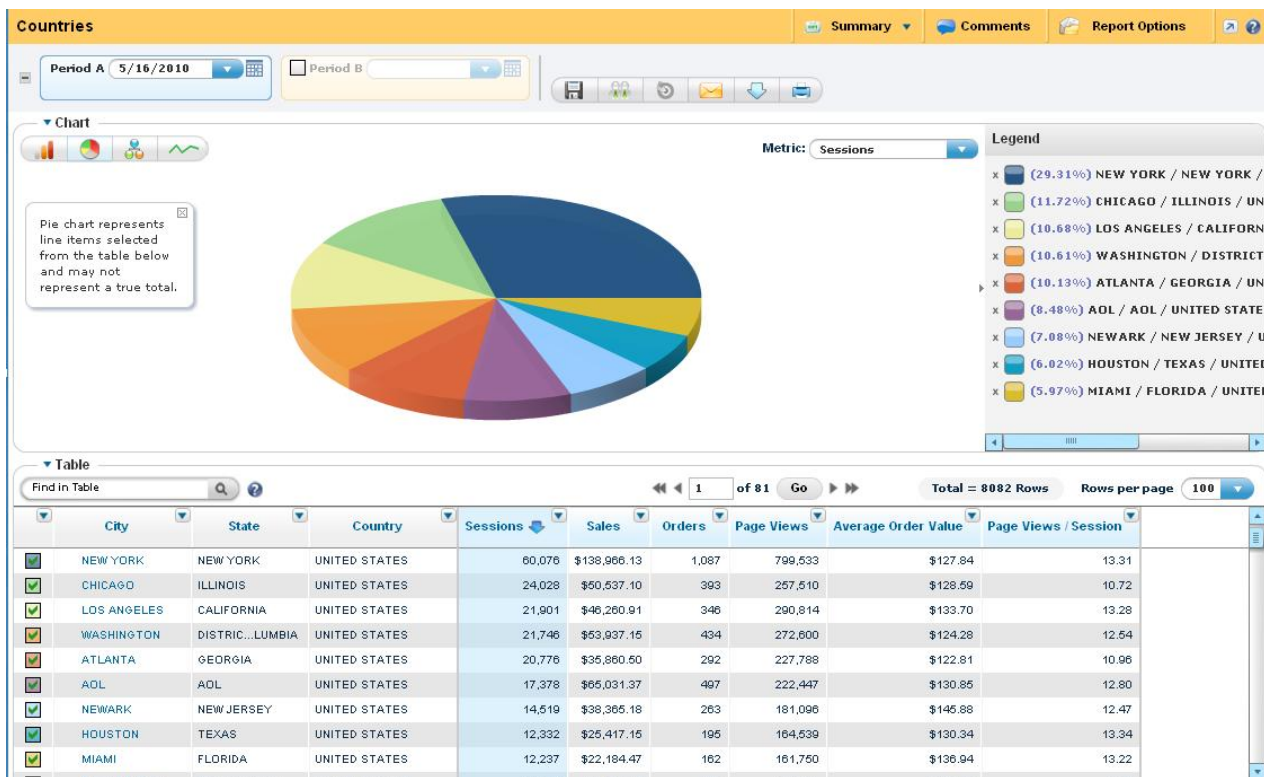 Countries Summary Comments Report Options
Period A 5/16/2010 Period B
Chart
Metric: Sessions
Legend
Pie chart represents
line items selected
from the table below
and may not
represent a true total.
x (29.31%) NEW YORK / NEW YORK /
x (11.72%) CHICAGO / ILLINOIS / UN
x (10.68%) LOS ANGELES / CALIFORN
x (10.61%) WASHINGTON / DISTRICT
x (10.13%) ATLANTA / GEORGIA / UN
x (8.48%) AOL / AOL / UNITED STATE
x (7.08%) NEWARK / NEW JERSEY / U
x (6.02%) HOUSTON / TEXAS / UNITED
x (5.97%) MIAMI / FLORIDA / UNITED
Table
Find in Table 1 of 81 Go Total = 8082 Rows Rows per page 100
City State Country Sessions Sales Orders Page Views Average Order Value Page Views / Session
NEW YORK NEW YORK UNITED STATES 60,076 $138,966.13 1,087 799,533 $127.84 13.31
CHICAGO ILLINOIS UNITED STATES 24,028 $50,537.10 393 257,510 $128.59 10.72
LOS ANGELES CALIFORNIA UNITED STATES 21,901 $46,260.91 346 290,814 $133.70 13.28
WASHINGTON DISTRIC...LUMBIA UNITED STATES 21,746 $53,937.15 434 272,600 $124.28 12.54
ATLANTA GEORGIA UNITED STATES 20,776 $35,860.50 292 227,788 $122.81 10.96
AOL AOL UNITED STATES 17,378 $65,031.37 497 222,447 $130.85 12.80
NEWARK NEW JERSEY UNITED STATES 14,519 $38,365.18 263 181,096 $145.88 12.47
HOUSTON TEXAS UNITED STATES 12,332 $25,417.15 195 164,539 $130.34 13.34
MIAMI FLORIDA UNITED STATES 12,237 $22,184.47 162 161,750 $136.94 13.22